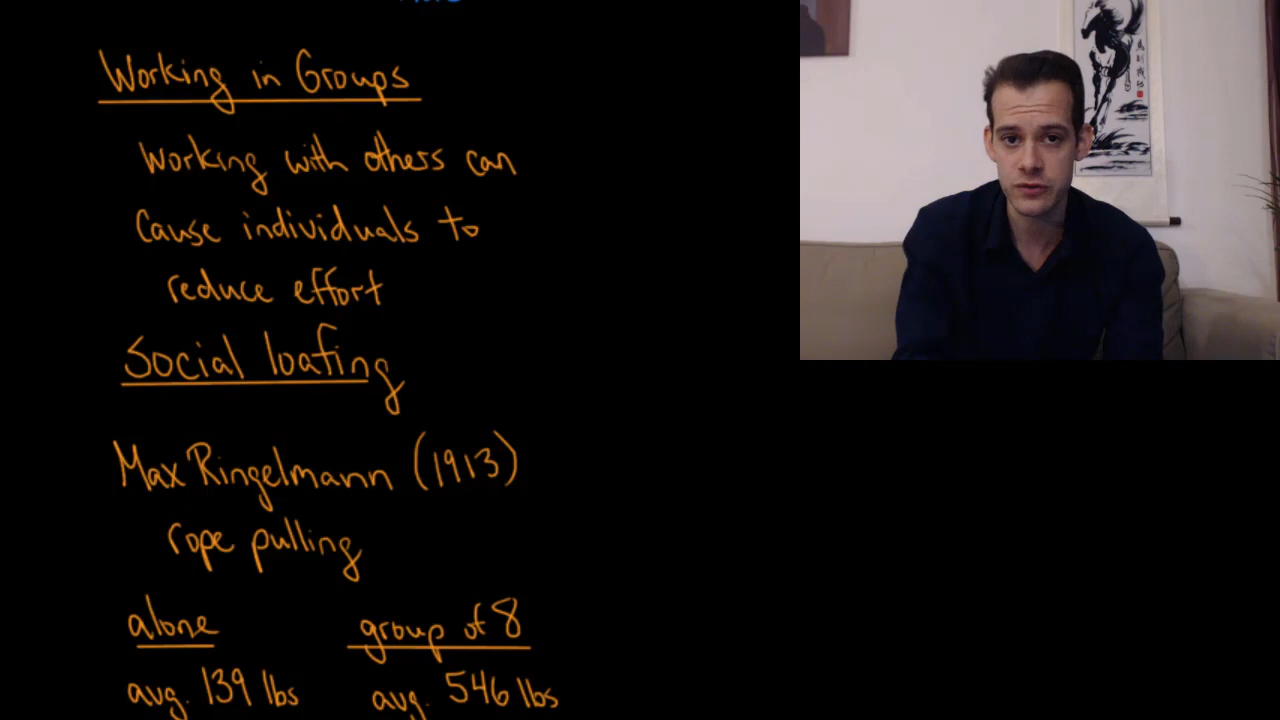 Working in Groups
Working with others can
cause individuals to
reduce effort
Social loafing
Max Ringelmann (1913)
rope pulling
alone group of 8
avg. 139 lbs avg. 546 lbs